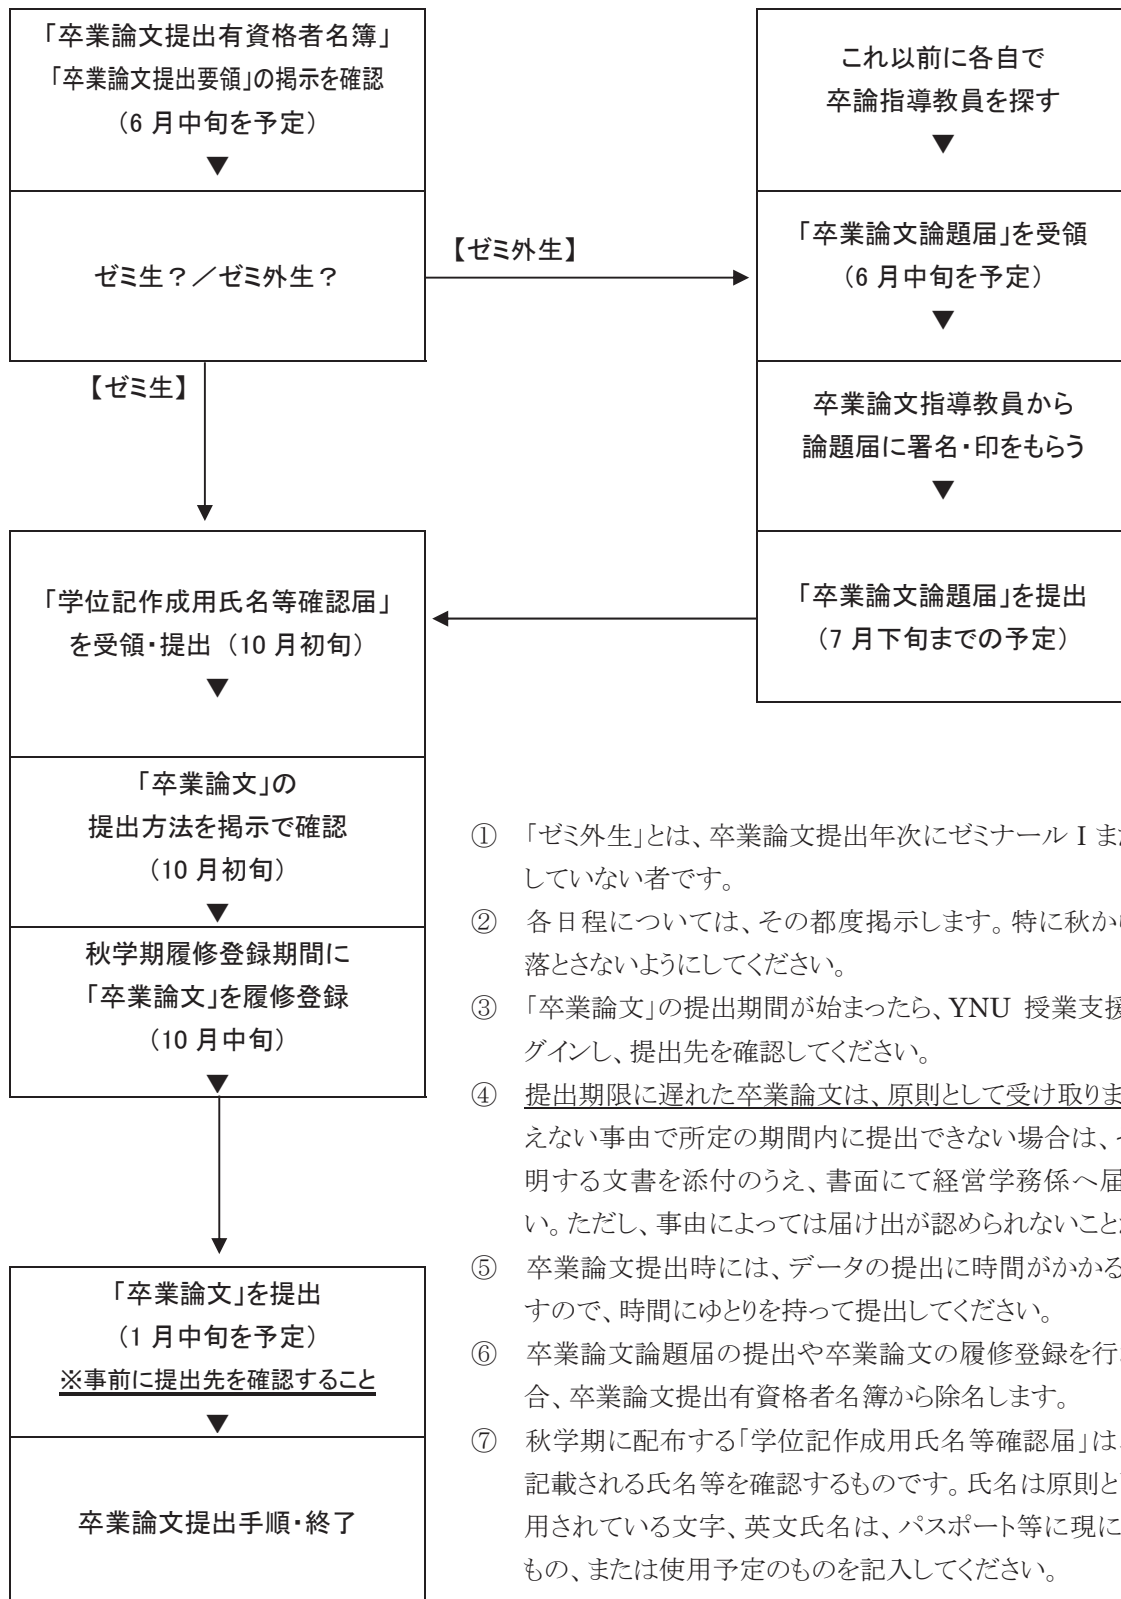 「卒業論文提出有資格者名簿」
「卒業論文提出要領」の掲示を確認
（6 月中旬を予定）
▼
ゼミ生？／ゼミ外生？
【ゼミ外生】
【ゼミ生】
これ以前に各自で
卒論指導教員を探す
▼
「卒業論文論題届」を受領
（6 月中旬を予定）
▼
卒業論文指導教員から
論題届に署名・印をもらう
▼
「卒業論文論題届」を提出
（7 月下旬までの予定）
「学位記作成用氏名等確認届」
を受領・提出（10 月初旬）
▼
「卒業論文」の
提出方法を掲示で確認
（10 月初旬）
▼
秋学期履修登録期間に
「卒業論文」を履修登録
（10 月中旬）
▼
「卒業論文」を提出
（1 月中旬を予定）
※事前に提出先を確認すること
▼
卒業論文提出手順・終了
① 「ゼミ外生」とは、卒業論文提出年次にゼミナール I ま
していない者です。
② 各日程については、その都度掲示します。特に秋か
落とさないようにしてください。
③ 「卒業論文」の提出期間が始まったら、YNU 授業支援
グインし、提出先を確認してください。
④ 提出期限に遅れた卒業論文は、原則として受け取りま
えない事由で所定の期間内に提出できない場合は、
明する文書を添付のうえ、書面にて経営学務係へ届
い。ただし、事由によっては届け出が認められないこと
⑤ 卒業論文提出時には、データの提出に時間がかかる
すので、時間にゆとりを持って提出してください。
⑥ 卒業論文論題届の提出や卒業論文の履修登録を行
合、卒業論文提出有資格者名簿から除名します。
⑦ 秋学期に配布する「学位記作成用氏名等確認届」は
記載される氏名等を確認するものです。氏名は原則と
用されている文字、英文氏名は、パスポート等に現に
もの、または使用予定のものを記入してください。